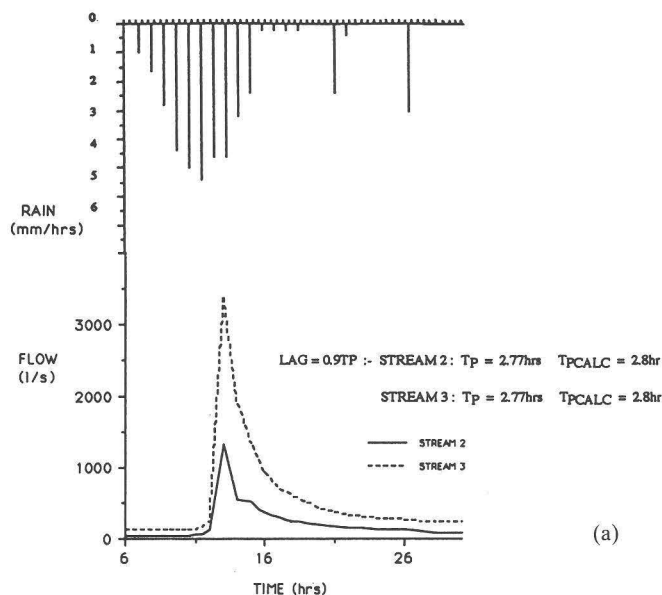 0
1
2
3
4
5
6
RAIN
(mm/hrs)
3000
FLOW
(l/s)
2000
1000
0
LAG = 0.9TP :- STREAM 2 : TP = 2.77hrs TPCALC = 2.8hr
STREAM 3 : TP = 2.77hrs TPCALC = 2.8hr
STREAM 2
STREAM 3
6
16
26
TIME (hrs)
(a)